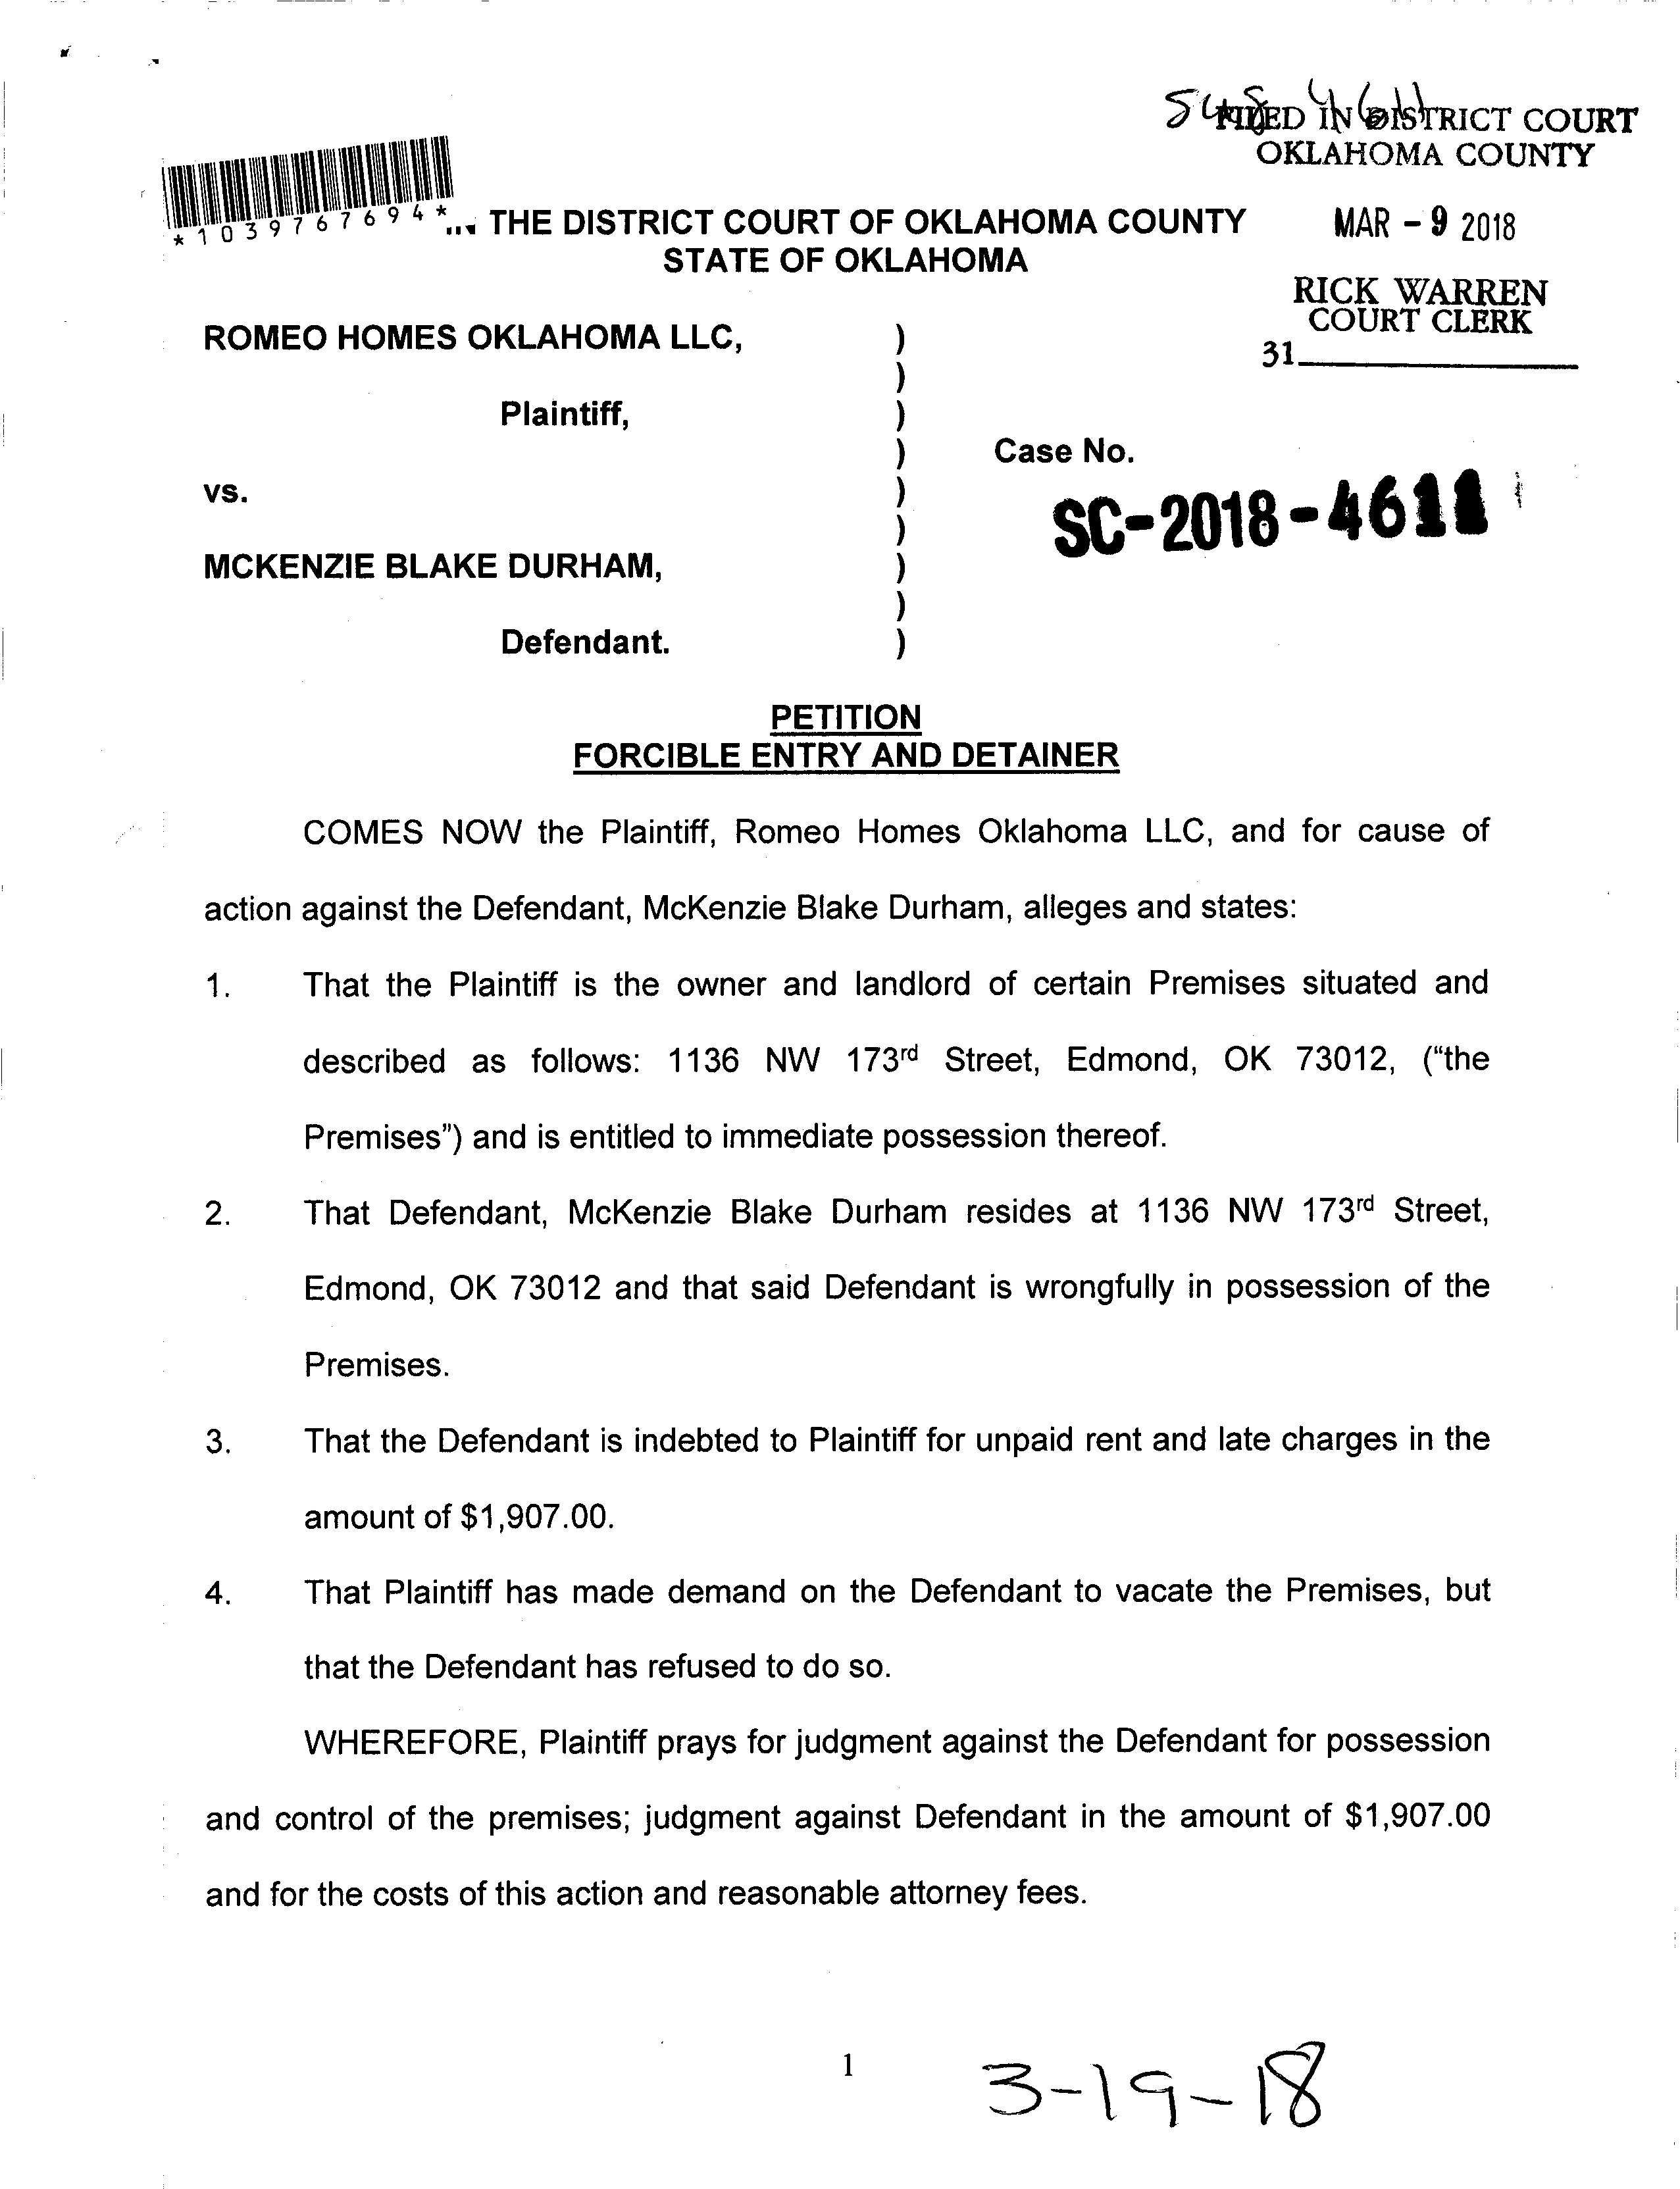 FILED IN DISTRICT COURT
OKLAHOMA COUNTY
*1039767694*
THE DISTRICT COURT OF OKLAHOMA COUNTY
MAR - 9 2018
STATE OF OKLAHOMA
RICK WARREN
COURT CLERK
31
ROMEO HOMES OKLAHOMA LLC, )
)
Plaintiff, )
) Case No.
vs. )
) SC-2018-4611
MCKENZIE BLAKE DURHAM, )
)
Defendant. )
PETITION
FORCIBLE ENTRY AND DETAINER
COMES NOW the Plaintiff, Romeo Homes Oklahoma LLC, and for cause of
action against the Defendant, McKenzie Blake Durham, alleges and states:
1. That the Plaintiff is the owner and landlord of certain Premises situated and
described as follows: 1136 NW 173rd Street, Edmond, OK 73012, (“the
Premises”) and is entitled to immediate possession thereof.
2. That Defendant, McKenzie Blake Durham resides at 1136 NW 173rd Street,
Edmond, OK 73012 and that said Defendant is wrongfully in possession of the
Premises.
3. That the Defendant is indebted to Plaintiff for unpaid rent and late charges in the
amount of $1,907.00.
4. That Plaintiff has made demand on the Defendant to vacate the Premises, but
that the Defendant has refused to do so.
WHEREFORE, Plaintiff prays for judgment against the Defendant for possession
and control of the premises; judgment against Defendant in the amount of $1,907.00
and for the costs of this action and reasonable attorney fees.
1
3-19-18